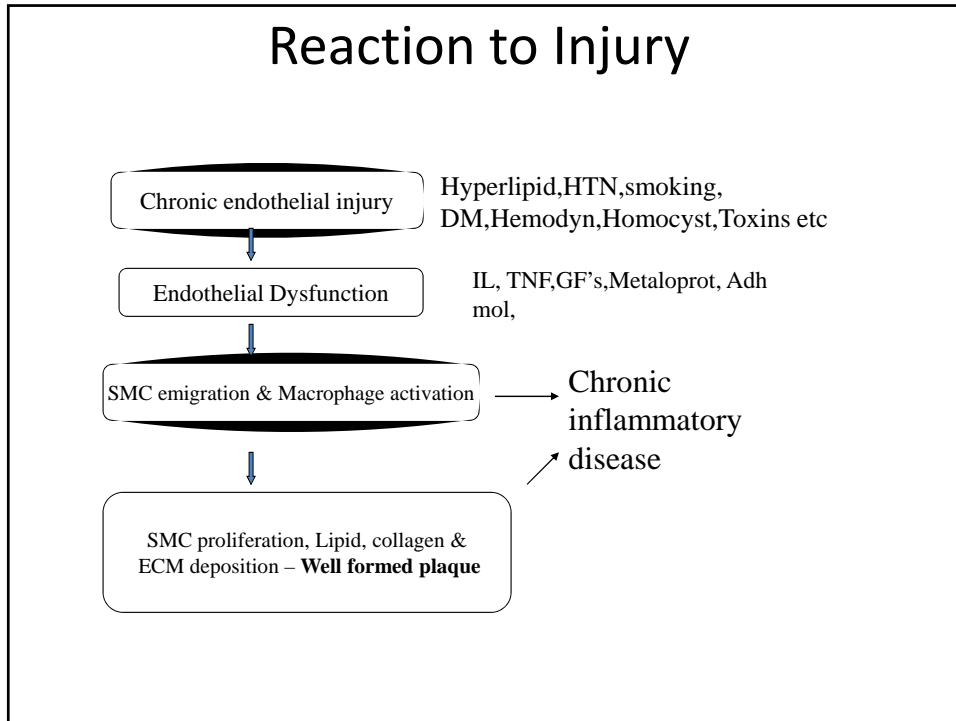 Reaction to Injury
Chronic endothelial injury
Hyperlipid,HTN,smoking,
DM,Hemodyn,Homocyst,Toxins etc
Endothelial Dysfunction
IL, TNF,GF's,Metaloprot, Adh
mol,
SMC emigration & Macrophage activation
Chronic
inflammatory
disease
SMC proliferation, Lipid, collagen &
ECM deposition – Well formed plaque